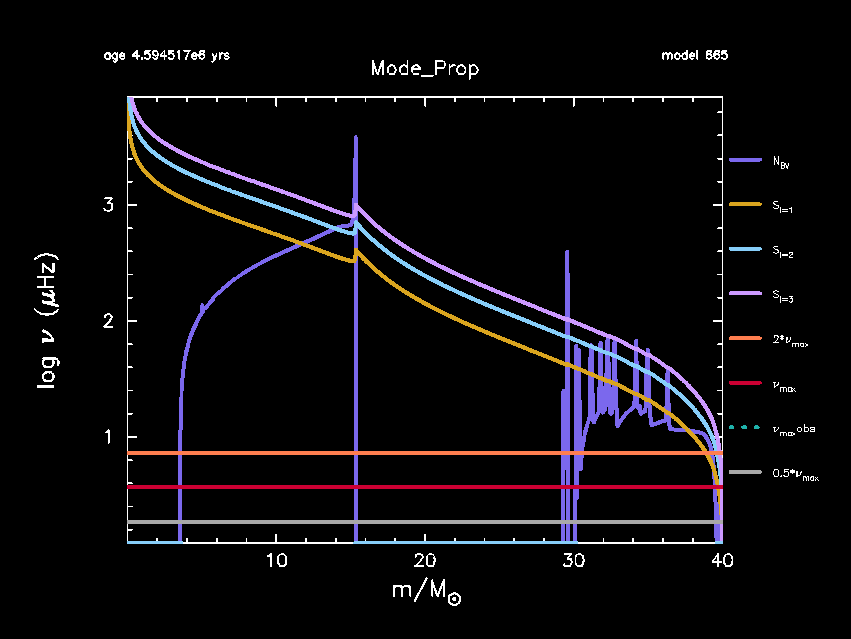 age 4.594517e6 yrs
model 665
Mode_Prop
log ν (μHz)
3
2
1
10
20
30
40
m/M⊙
N_BV
S_l=1
S_l=2
S_l=3
2*ν_max
ν_max
ν_max obs
0.5*ν_max